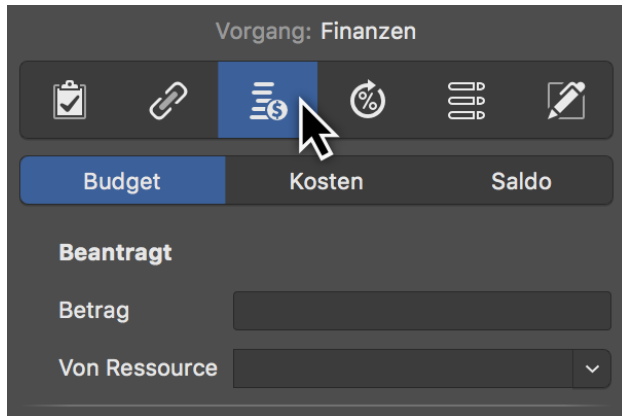 Vorgang: Finanzen
Budget Kosten Saldo
Beantragt
Betrag
Von Ressource